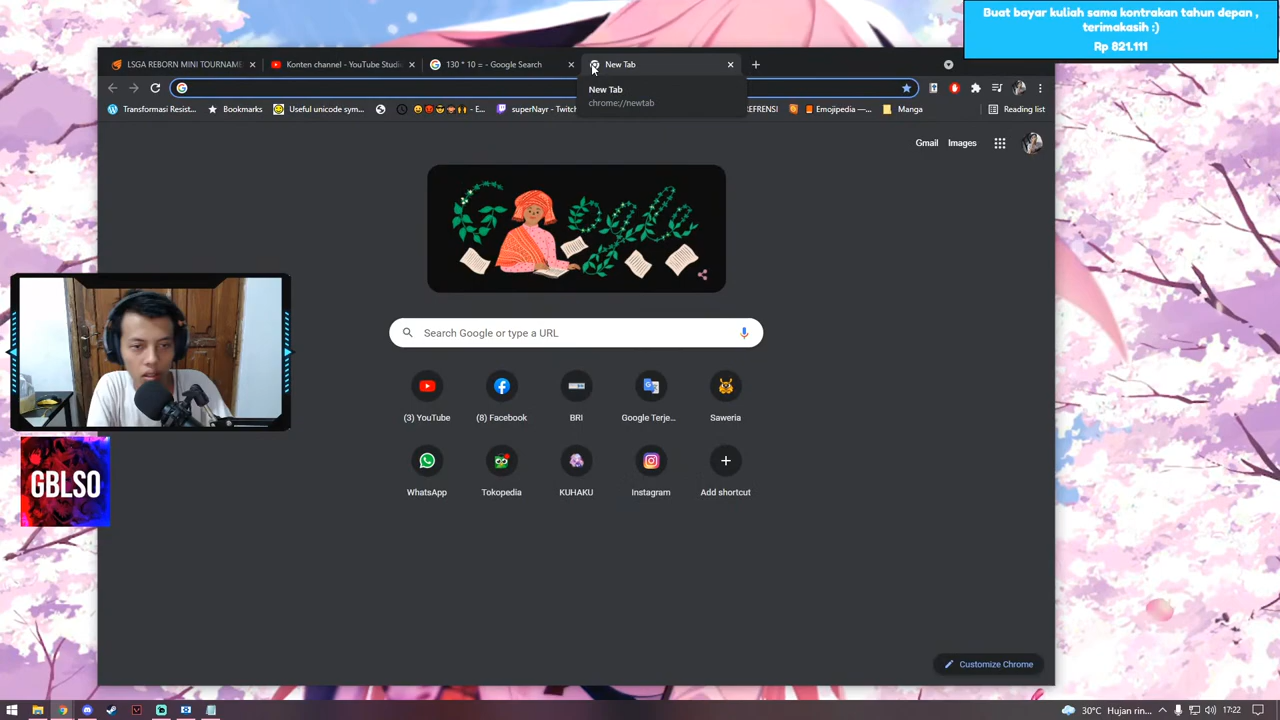 Buat bayar kuliah sama kontrakan tahun depan ,
terimakasih :)
Rp 821.111
LSGA REBORN MINI TOURNAM
Konten channel - YouTube Studi
130 * 10 = - Google Search
New Tab
New Tab
chrome://newtab
Transformasi Resist...
Bookmarks
Useful unicode sym...
- E...
superNayr - Twitch
REFRENSI
Emojipedia —...
Manga
Reading list
Gmail
Images
Search Google or type a URL
(3) YouTube
(8) Facebook
BRI
Google Terje...
Saweria
WhatsApp
Tokopedia
KUHAKU
Instagram
Add shortcut
GBLSO
Customize Chrome
30°C
Hujan rin...
17:22